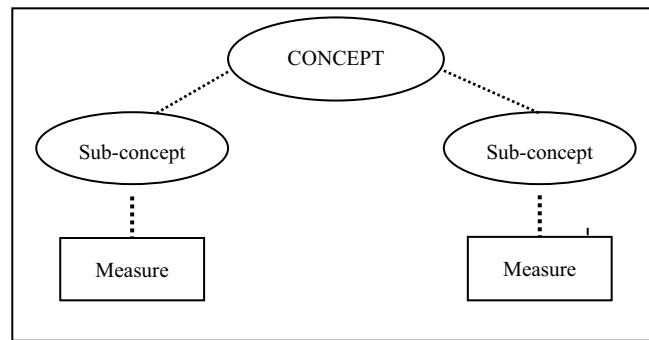 CONCEPT
Sub-concept
Sub-concept
Measure
Measure